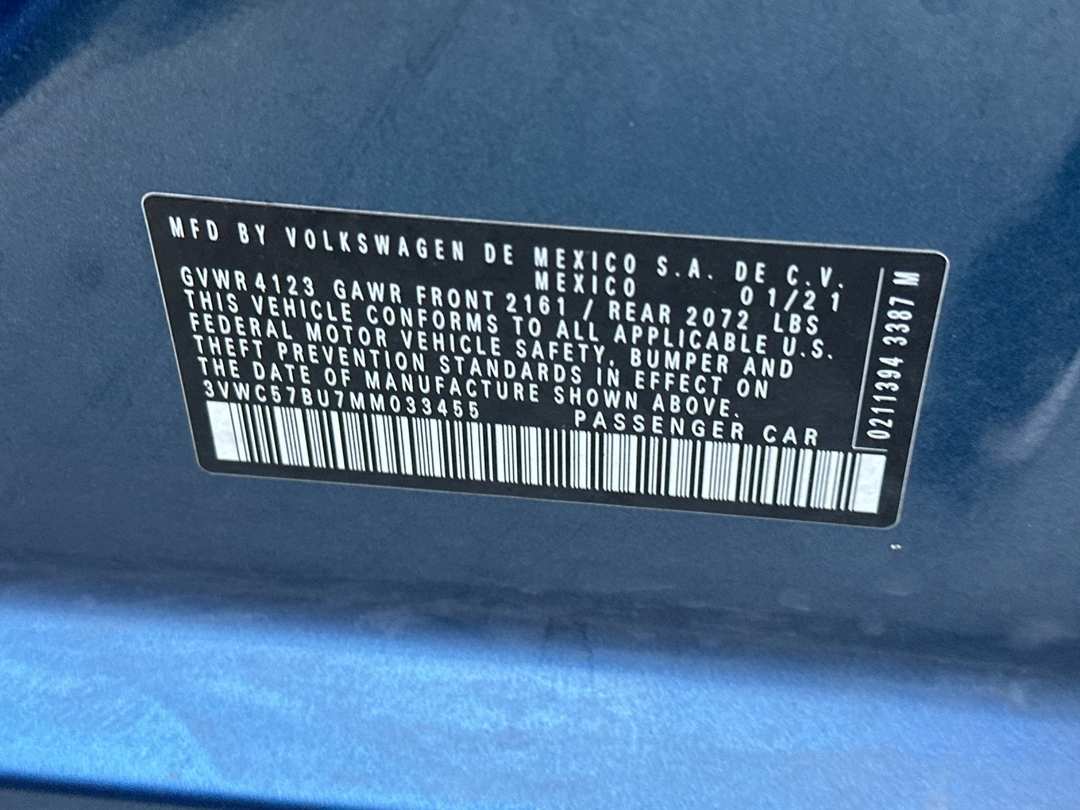 MFD BY VOLKSWAGEN DE MEXICO S.A. DE C.V.
MEXICO 01/21
GVWR 4123 GAWR FRONT 2161 / REAR 2072 LBS
THIS VEHICLE CONFORMS TO ALL APPLICABLE U.S.
FEDERAL MOTOR VEHICLE SAFETY, BUMPER AND
THEFT PREVENTION STANDARDS IN EFFECT ON
THE DATE OF MANUFACTURE SHOWN ABOVE.
3VWC57BU7MM033455 PASSENGER CAR
0211394 3387 M